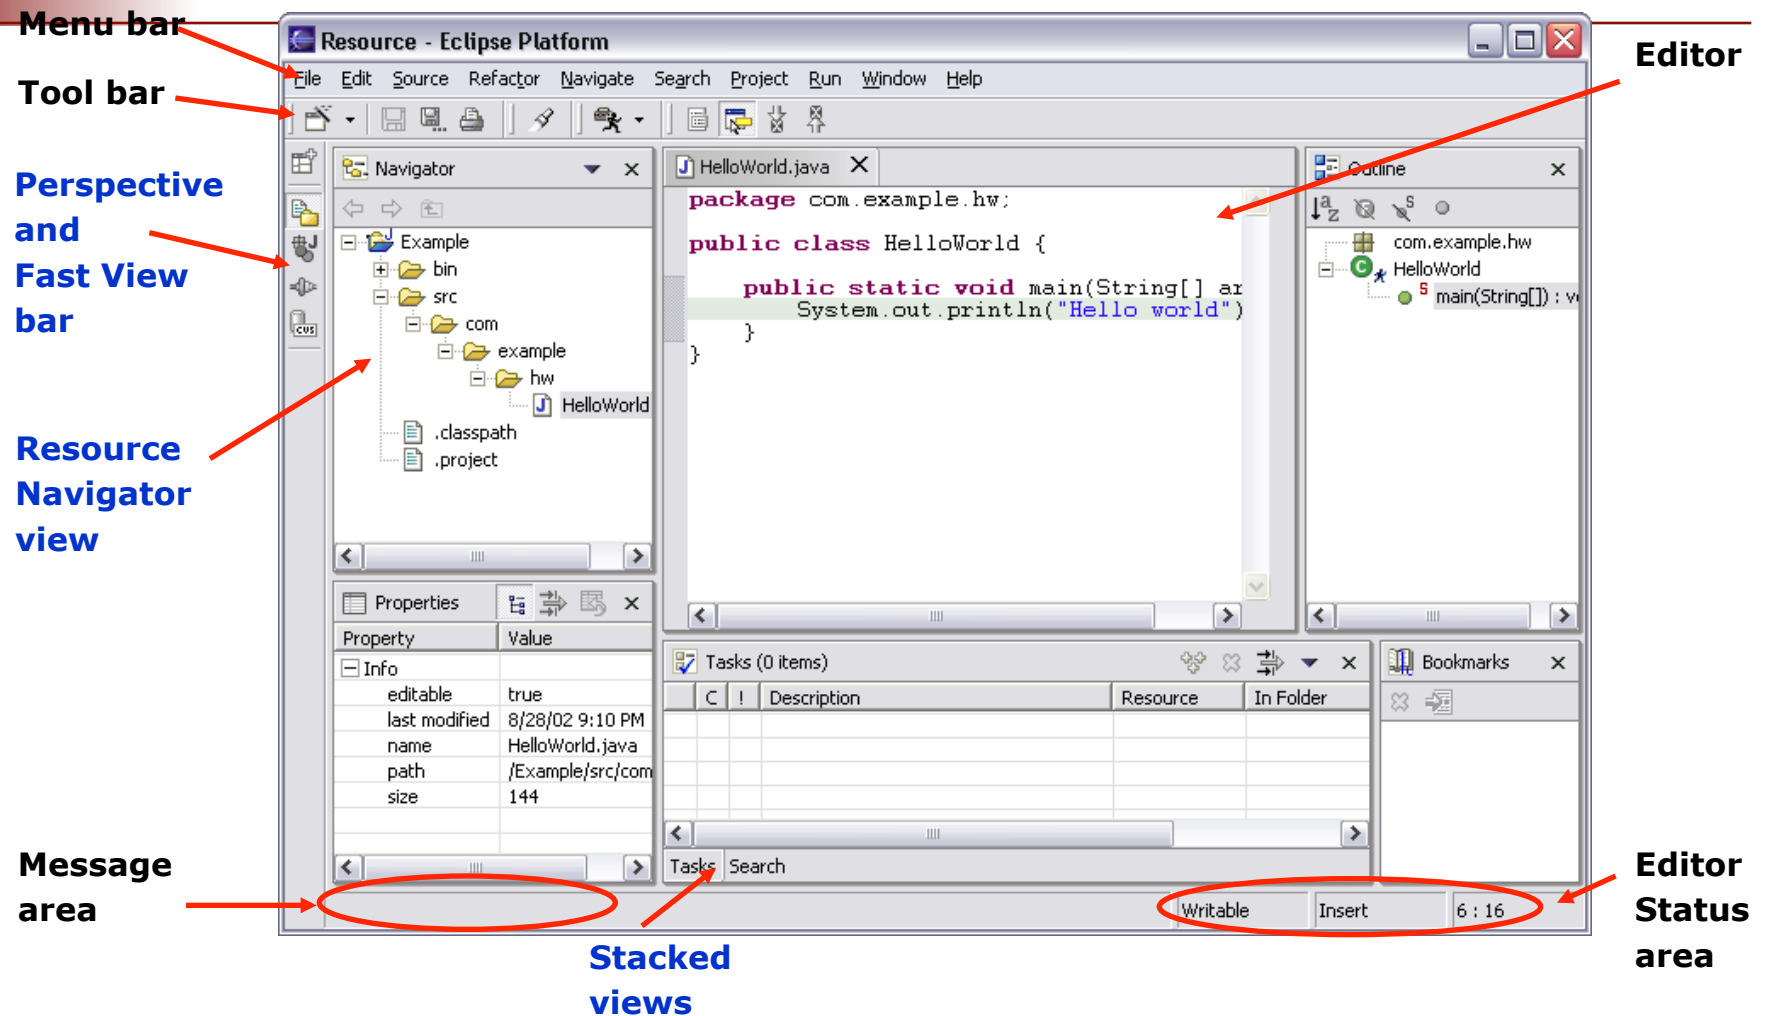 Menu bar
Tool bar
Perspective
and
Fast View
bar
Resource
Navigator
view
Message
area
Resource - Eclipse Platform
File Edit Source Refactor Navigate Search Project Run Window Help
Navigator
Example
bin
src
com
example
hw
HelloWorld
.classpath
.project
HelloWorld.java
package com.example.hw;
public class HelloWorld {
public static void main(String[] ar
System.out.println("Hello world")
}
}
Outline
com.example.hw
HelloWorld
main(String[]) : v
Properties
Property Value
Info
editable true
last modified 8/28/02 9:10 PM
name HelloWorld.java
path /Example/src/com
size 144
Tasks (0 items)
C ! Description Resource In Folder
Tasks Search
Bookmarks
Writable Insert 6 : 16
Stacked
views
Editor
Editor
Status
area